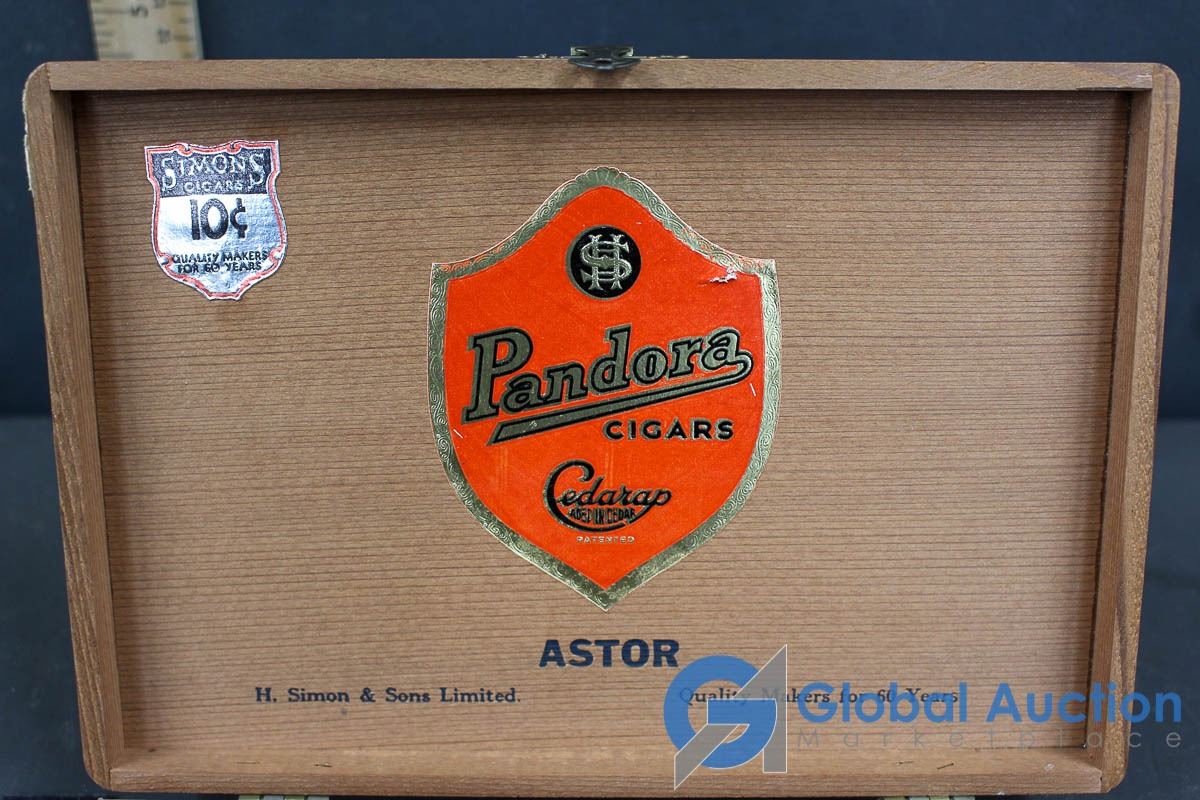 SIMONS
CIGARS
10¢
QUALITY MAKERS
FOR 60 YEARS
SH
Pandora
CIGARS
Cedarap
AGED IN CEDAR
PATENTED
ASTOR
H. Simon & Sons Limited.
Quality Makers for 60 Years
Global Auction
Marketplace